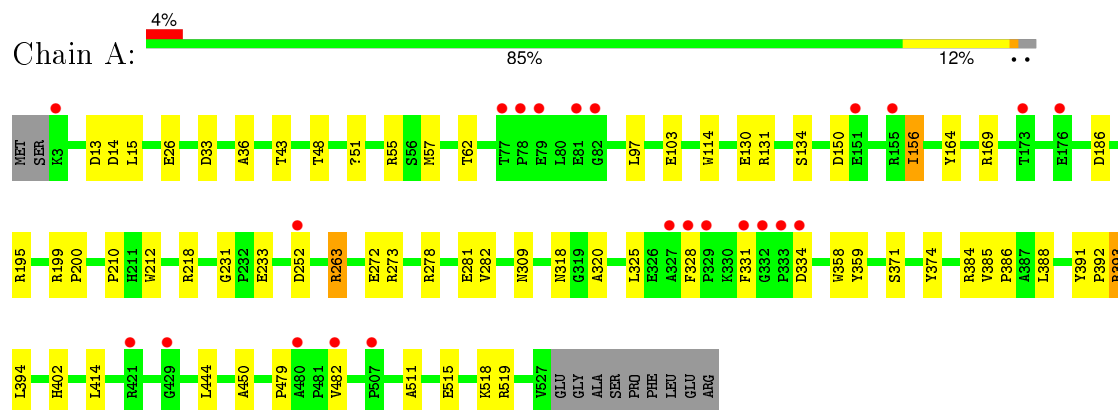 4%
Chain A:
85%
12%
MET SER K3 D13 D14 L15 E26 D33 A36 T43 T48 ?51 R55 S56 M57 T62 T77 P78 E79 L80 E81 G82 L97 E103 W114 E130 R131 S134 D150 E151 R155 I156 Y164 R169 T173 E176 D186
R195 R199 P200 P210 H211 W212 R218 G231 P232 E233 D252 R263 E272 R273 R278 E281 V282 N309 N318 G319 A320 L325 E326 A327 F328 P329 K330 F331 G332 P333 D334 W358 Y359 S371 Y374 R384 V385 P386 A387 L388 Y391 P392
L394 H402 L414 R421 G429 L444 A450 P479 A480 P481 V482 P507 A511 E515 K518 R519 V527 GLU GLY ALA SER PRO PHE LEU GLU ARG